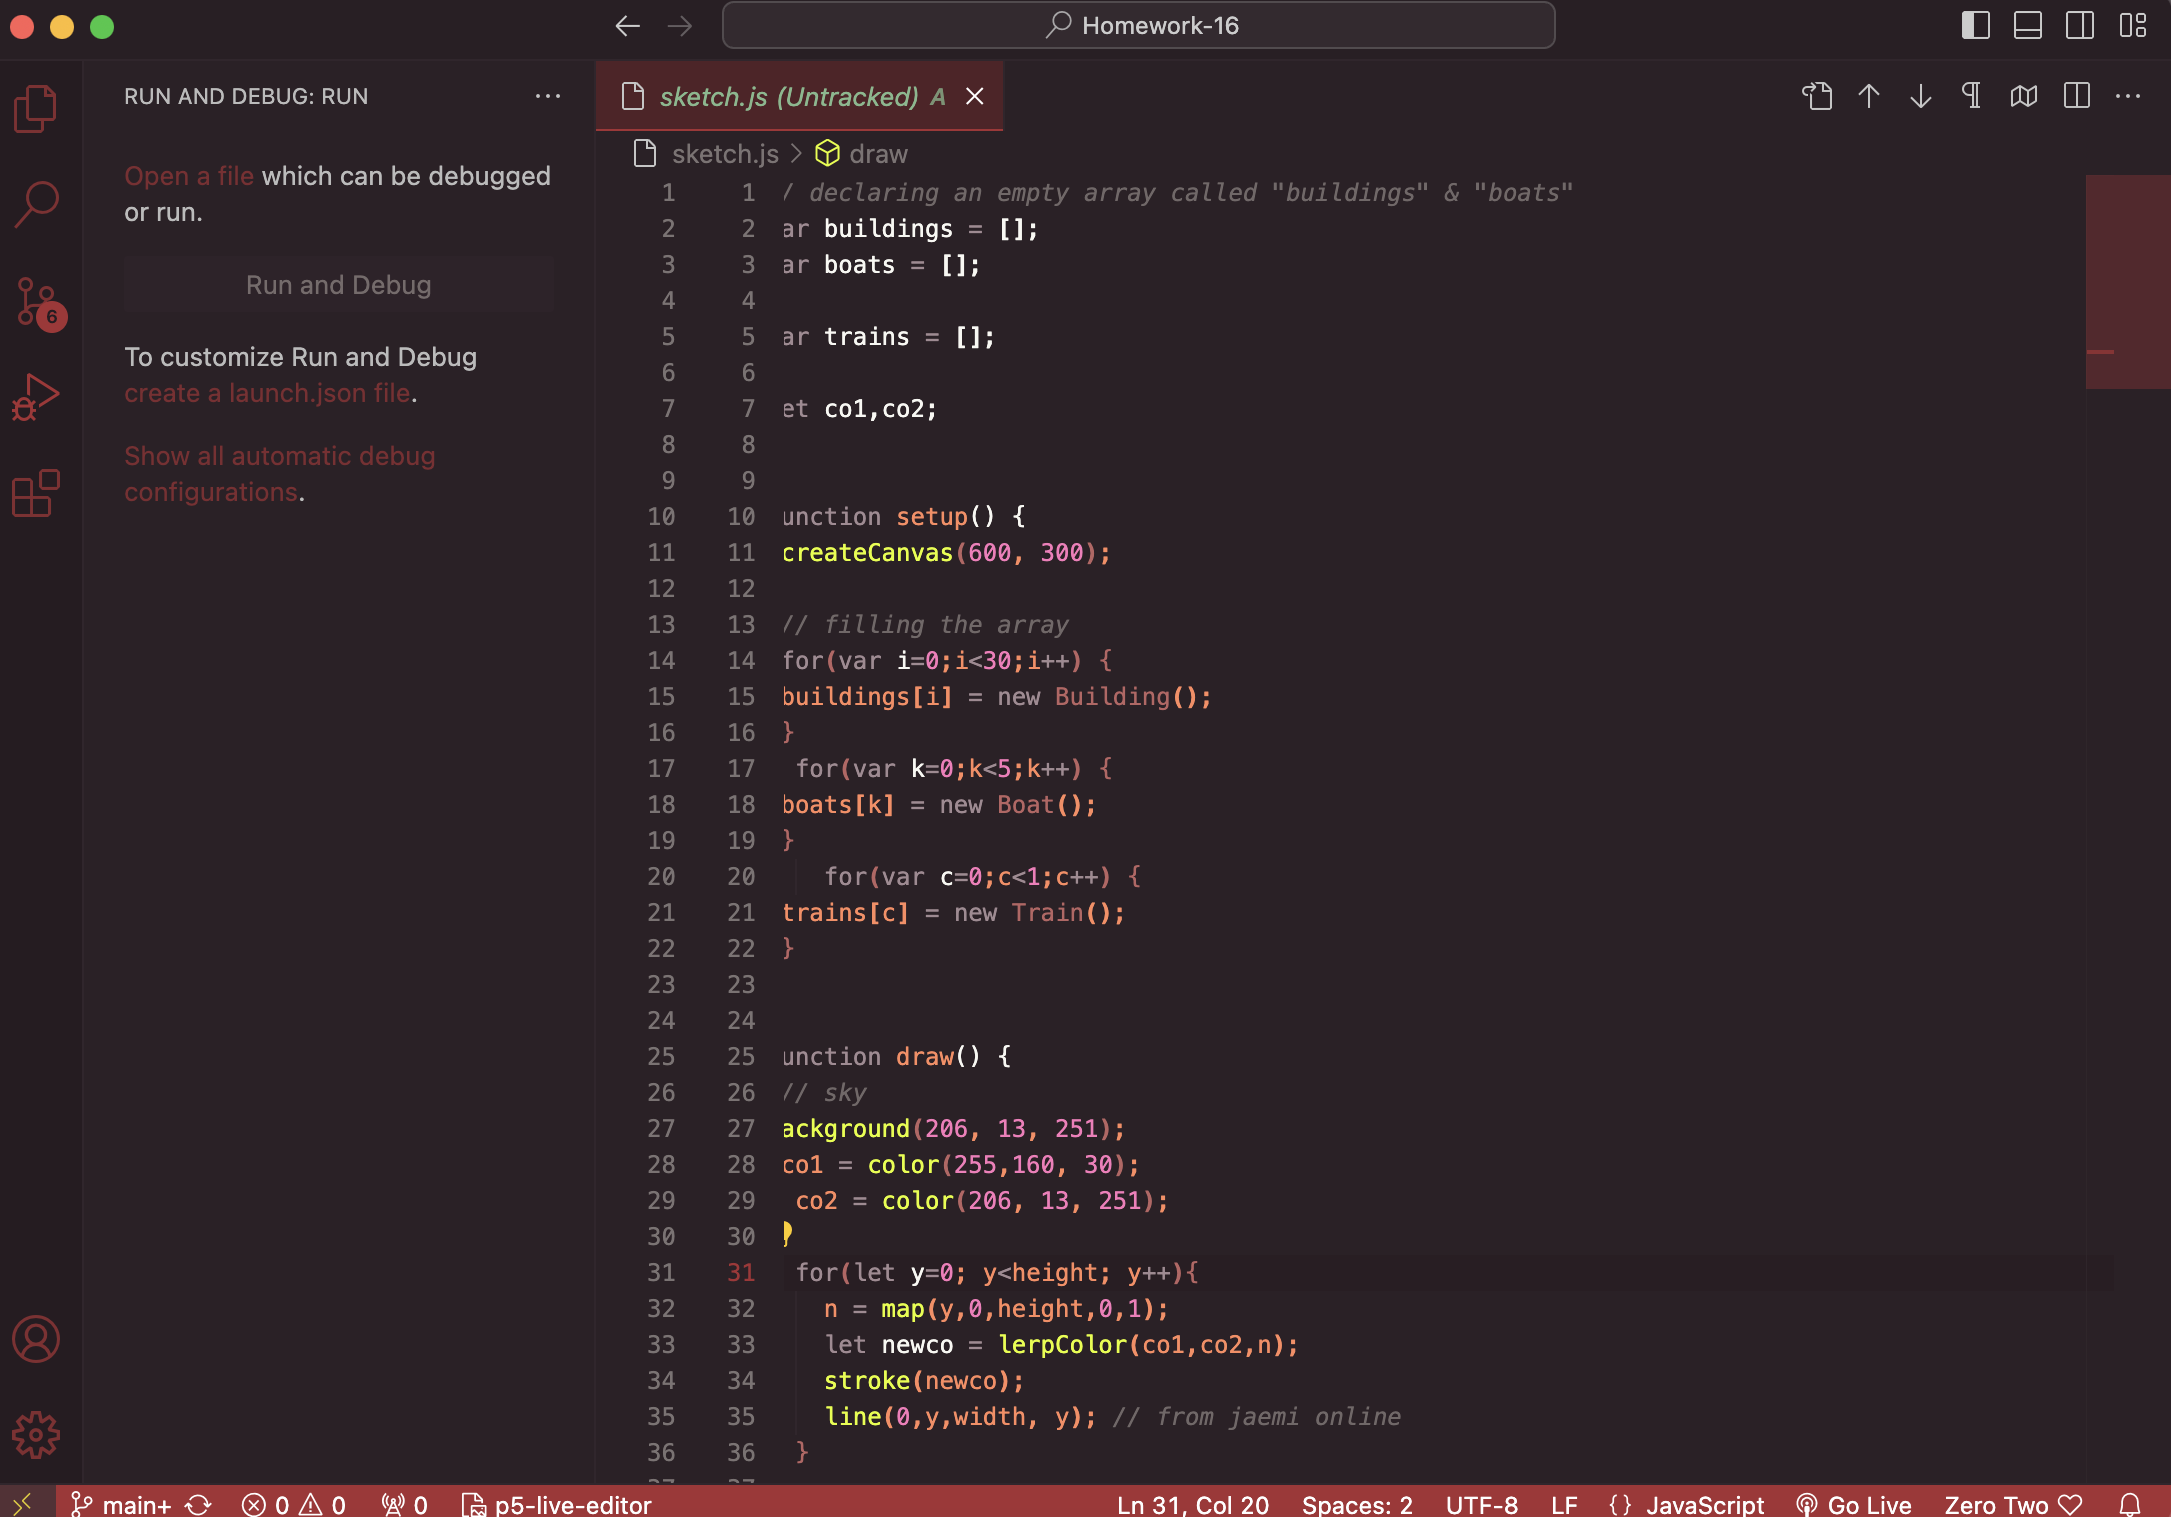 Homework-16
RUN AND DEBUG: RUN
Open a file which can be debugged
or run.
Run and Debug
To customize Run and Debug
create a launch.json file.
Show all automatic debug
configurations.
6
sketch.js (Untracked) A
sketch.js > draw
1 1 / declaring an empty array called "buildings" & "boats"
2 2 ar buildings = [];
3 3 ar boats = [];
4 4
5 5 ar trains = [];
6 6
7 7 et co1,co2;
8 8
9 9
10 10 unction setup() {
11 11 createCanvas(600, 300);
12 12
13 13 // filling the array
14 14 for(var i=0;i<30;i++) {
15 15 buildings[i] = new Building();
16 16 }
17 17 for(var k=0;k<5;k++) {
18 18 boats[k] = new Boat();
19 19 }
20 20 for(var c=0;c<1;c++) {
21 21 trains[c] = new Train();
22 22 }
23 23
24 24
25 25 unction draw() {
26 26 // sky
27 27 ackground(206, 13, 251);
28 28 co1 = color(255,160, 30);
29 29 co2 = color(206, 13, 251);
30 30
31 31 for(let y=0; y<height; y++){
32 32 n = map(y,0,height,0,1);
33 33 let newco = lerpColor(co1,co2,n);
34 34 stroke(newco);
35 35 line(0,y,width, y); // from jaemi online
36 36 }
main+ 0 0 0 p5-live-editor Ln 31, Col 20 Spaces: 2 UTF-8 LF {} JavaScript Go Live Zero Two ♡